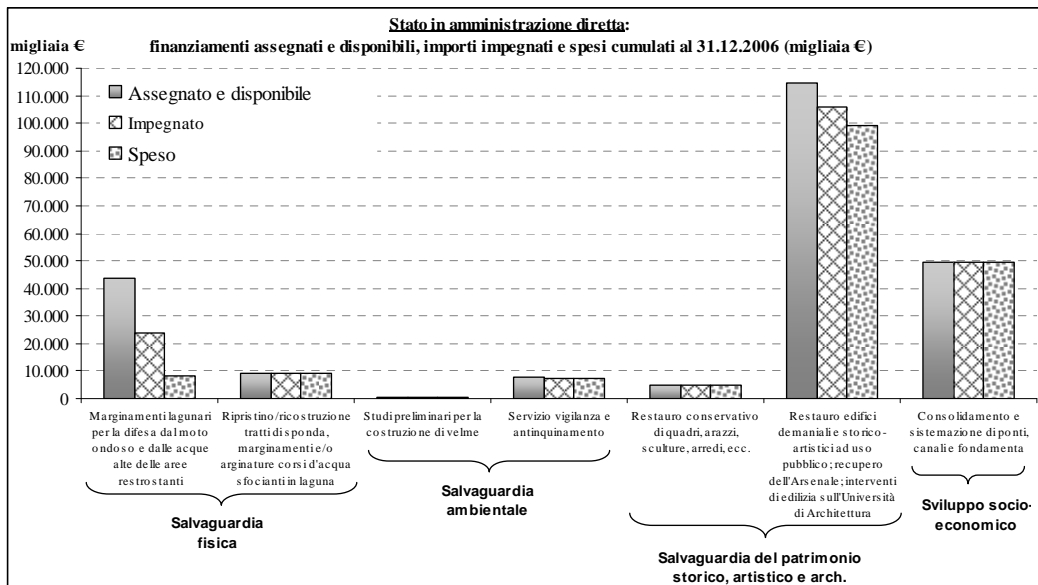 Stato in amministrazione diretta:
migliaia €
finanziamenti assegnati e disponibili, importi impegnati e spesi cumulati al 31.12.2006 (migliaia €)
120.000
110.000
100.000
90.000
80.000
70.000
60.000
50.000
40.000
30.000
20.000
10.000
0
Assegnato e disponibile
Impegnato
Speso
Marginamenti lagunari
per la difesa dal moto
ondoso e dalle acque
alte delle aree
restrostanti
Ripristino/ricostruzione
tratti di sponda,
marginamenti e/o
arginature corsi d'acqua
sfocianti in laguna
Studi preliminari per la
costruzione di velme
Servizio vigilanza e
antinquinamento
Restauro conservativo
di quadri, arazzi,
sculture, arredi, ecc.
Restauro edifici
demaniali e storico-
artistici ad uso
pubblico; recupero
dell'Arsenale; interventi
di edilizia sull'Università
di Architettura
Consolidamento e
sistemazione di ponti,
canali e fondamenta
Salvaguardia
fisica
Salvaguardia
ambientale
Salvaguardia del patrimonio
storico, artistico e arch.
Sviluppo socio-
economico